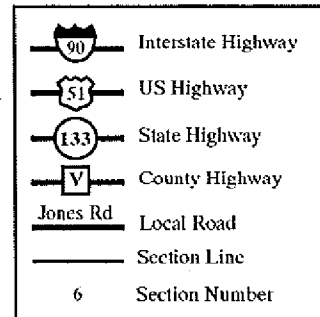 90 Interstate Highway
51 US Highway
133 State Highway
V County Highway
Jones Rd Local Road
Section Line
6 Section Number